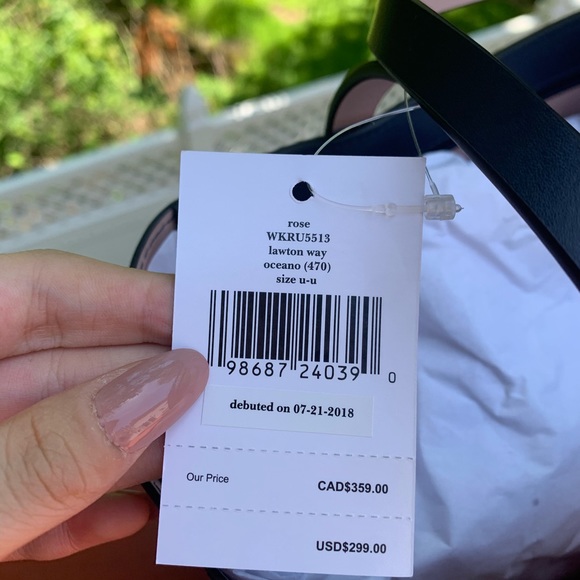 rose
WKRU5513
lawton way
oceano (470)
size u-u
98687 24039 0
debuted on 07-21-2018
Our Price CAD$359.00
USD$299.00